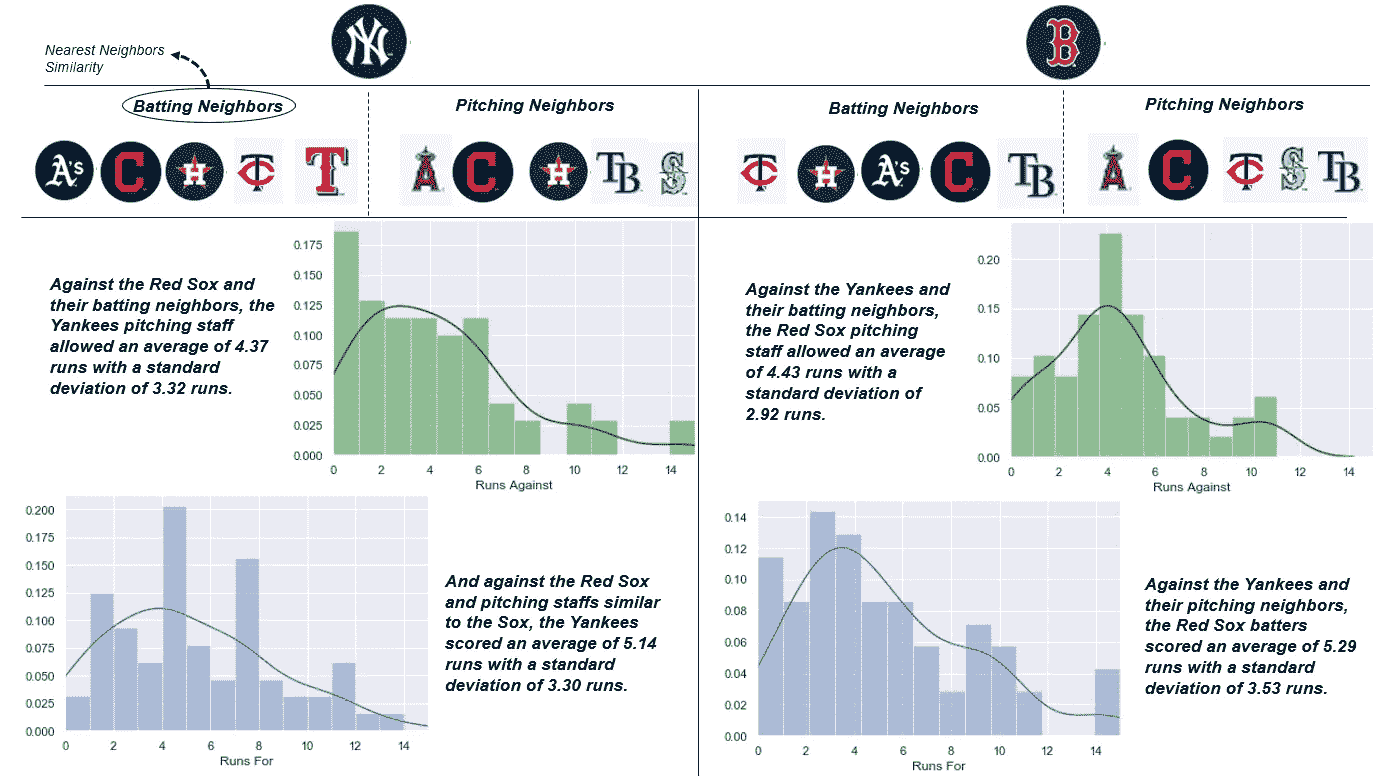 NY
B
Nearest Neighbors
Similarity
Batting Neighbors
Pitching Neighbors
Batting Neighbors
Pitching Neighbors
A's C H TC T
A C H TB S
TC H A's C TB
A C TC S TB
Against the Red Sox and
their batting neighbors, the
Yankees pitching staff
allowed an average of 4.37
runs with a standard
deviation of 3.32 runs.
0.175
0.150
0.125
0.100
0.075
0.050
0.025
0.000
0 2 4 6 8 10 12 14
Runs Against
Against the Yankees and
their batting neighbors,
the Red Sox pitching
staff allowed an average
of 4.43 runs with a
standard deviation of
2.92 runs.
0.20
0.15
0.10
0.05
0.00
0 2 4 6 8 10 12 14
Runs Against
0.200
0.175
0.150
0.125
0.100
0.075
0.050
0.025
0.000
0 2 4 6 8 10 12 14
Runs For
And against the Red Sox
and pitching staffs similar
to the Sox, the Yankees
scored an average of 5.14
runs with a standard
deviation of 3.30 runs.
0.14
0.12
0.10
0.08
0.06
0.04
0.02
0.00
0 2 4 6 8 10 12 14
Runs For
Against the Yankees and
their pitching neighbors,
the Red Sox batters
scored an average of 5.29
runs with a standard
deviation of 3.53 runs.